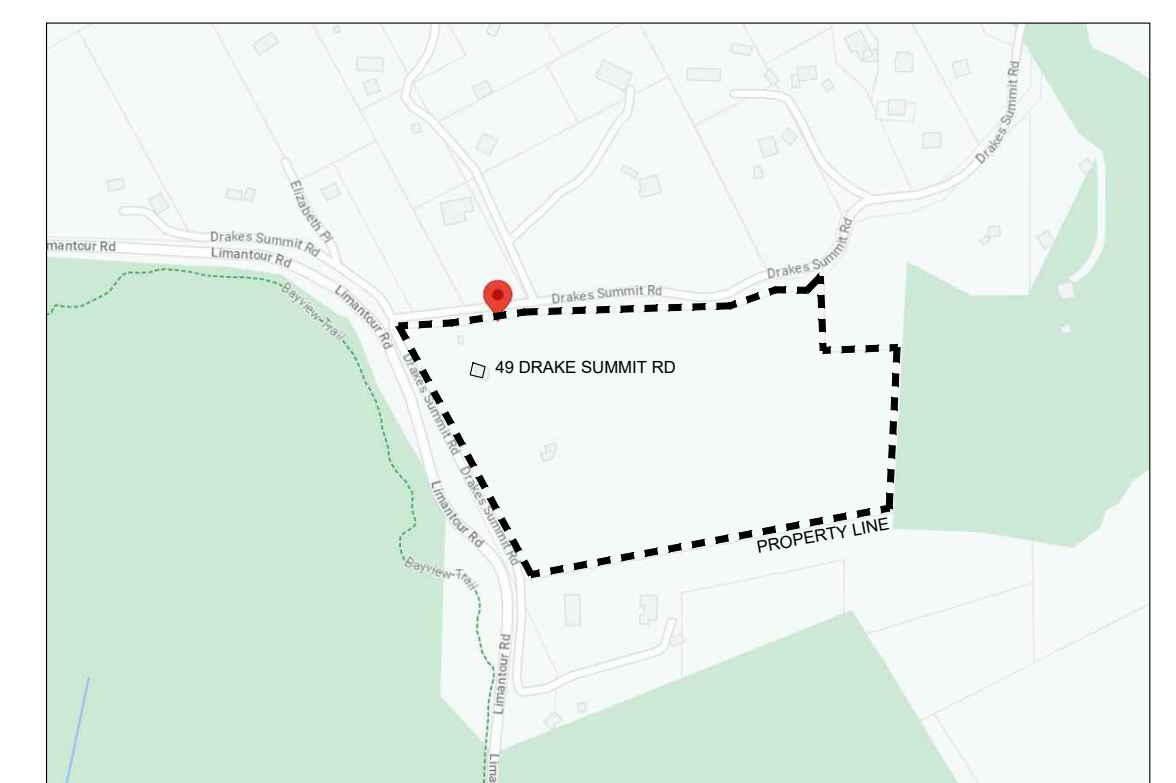 Drakes Summit Rd
Elizabeth Pl
Drakes Summit Rd
Drakes Summit Rd
mantour Rd
Limantour Rd
Drakes Summit Rd
Bayview Trail
Limantour Rd
Drakes Summit Rd
49 DRAKE SUMMIT RD
Drakes Summit Rd
Drakes Summit Rd
Limantour Rd
PROPERTY LINE
Bayview Trail
Limantour Rd
Lima